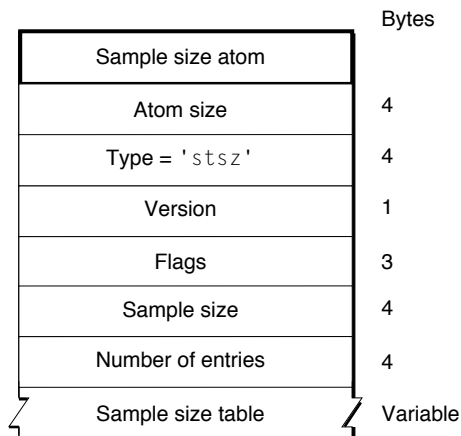 Bytes
Sample size atom
Atom size 4
Type = 'stsz' 4
Version 1
Flags 3
Sample size 4
Number of entries 4
Sample size table Variable